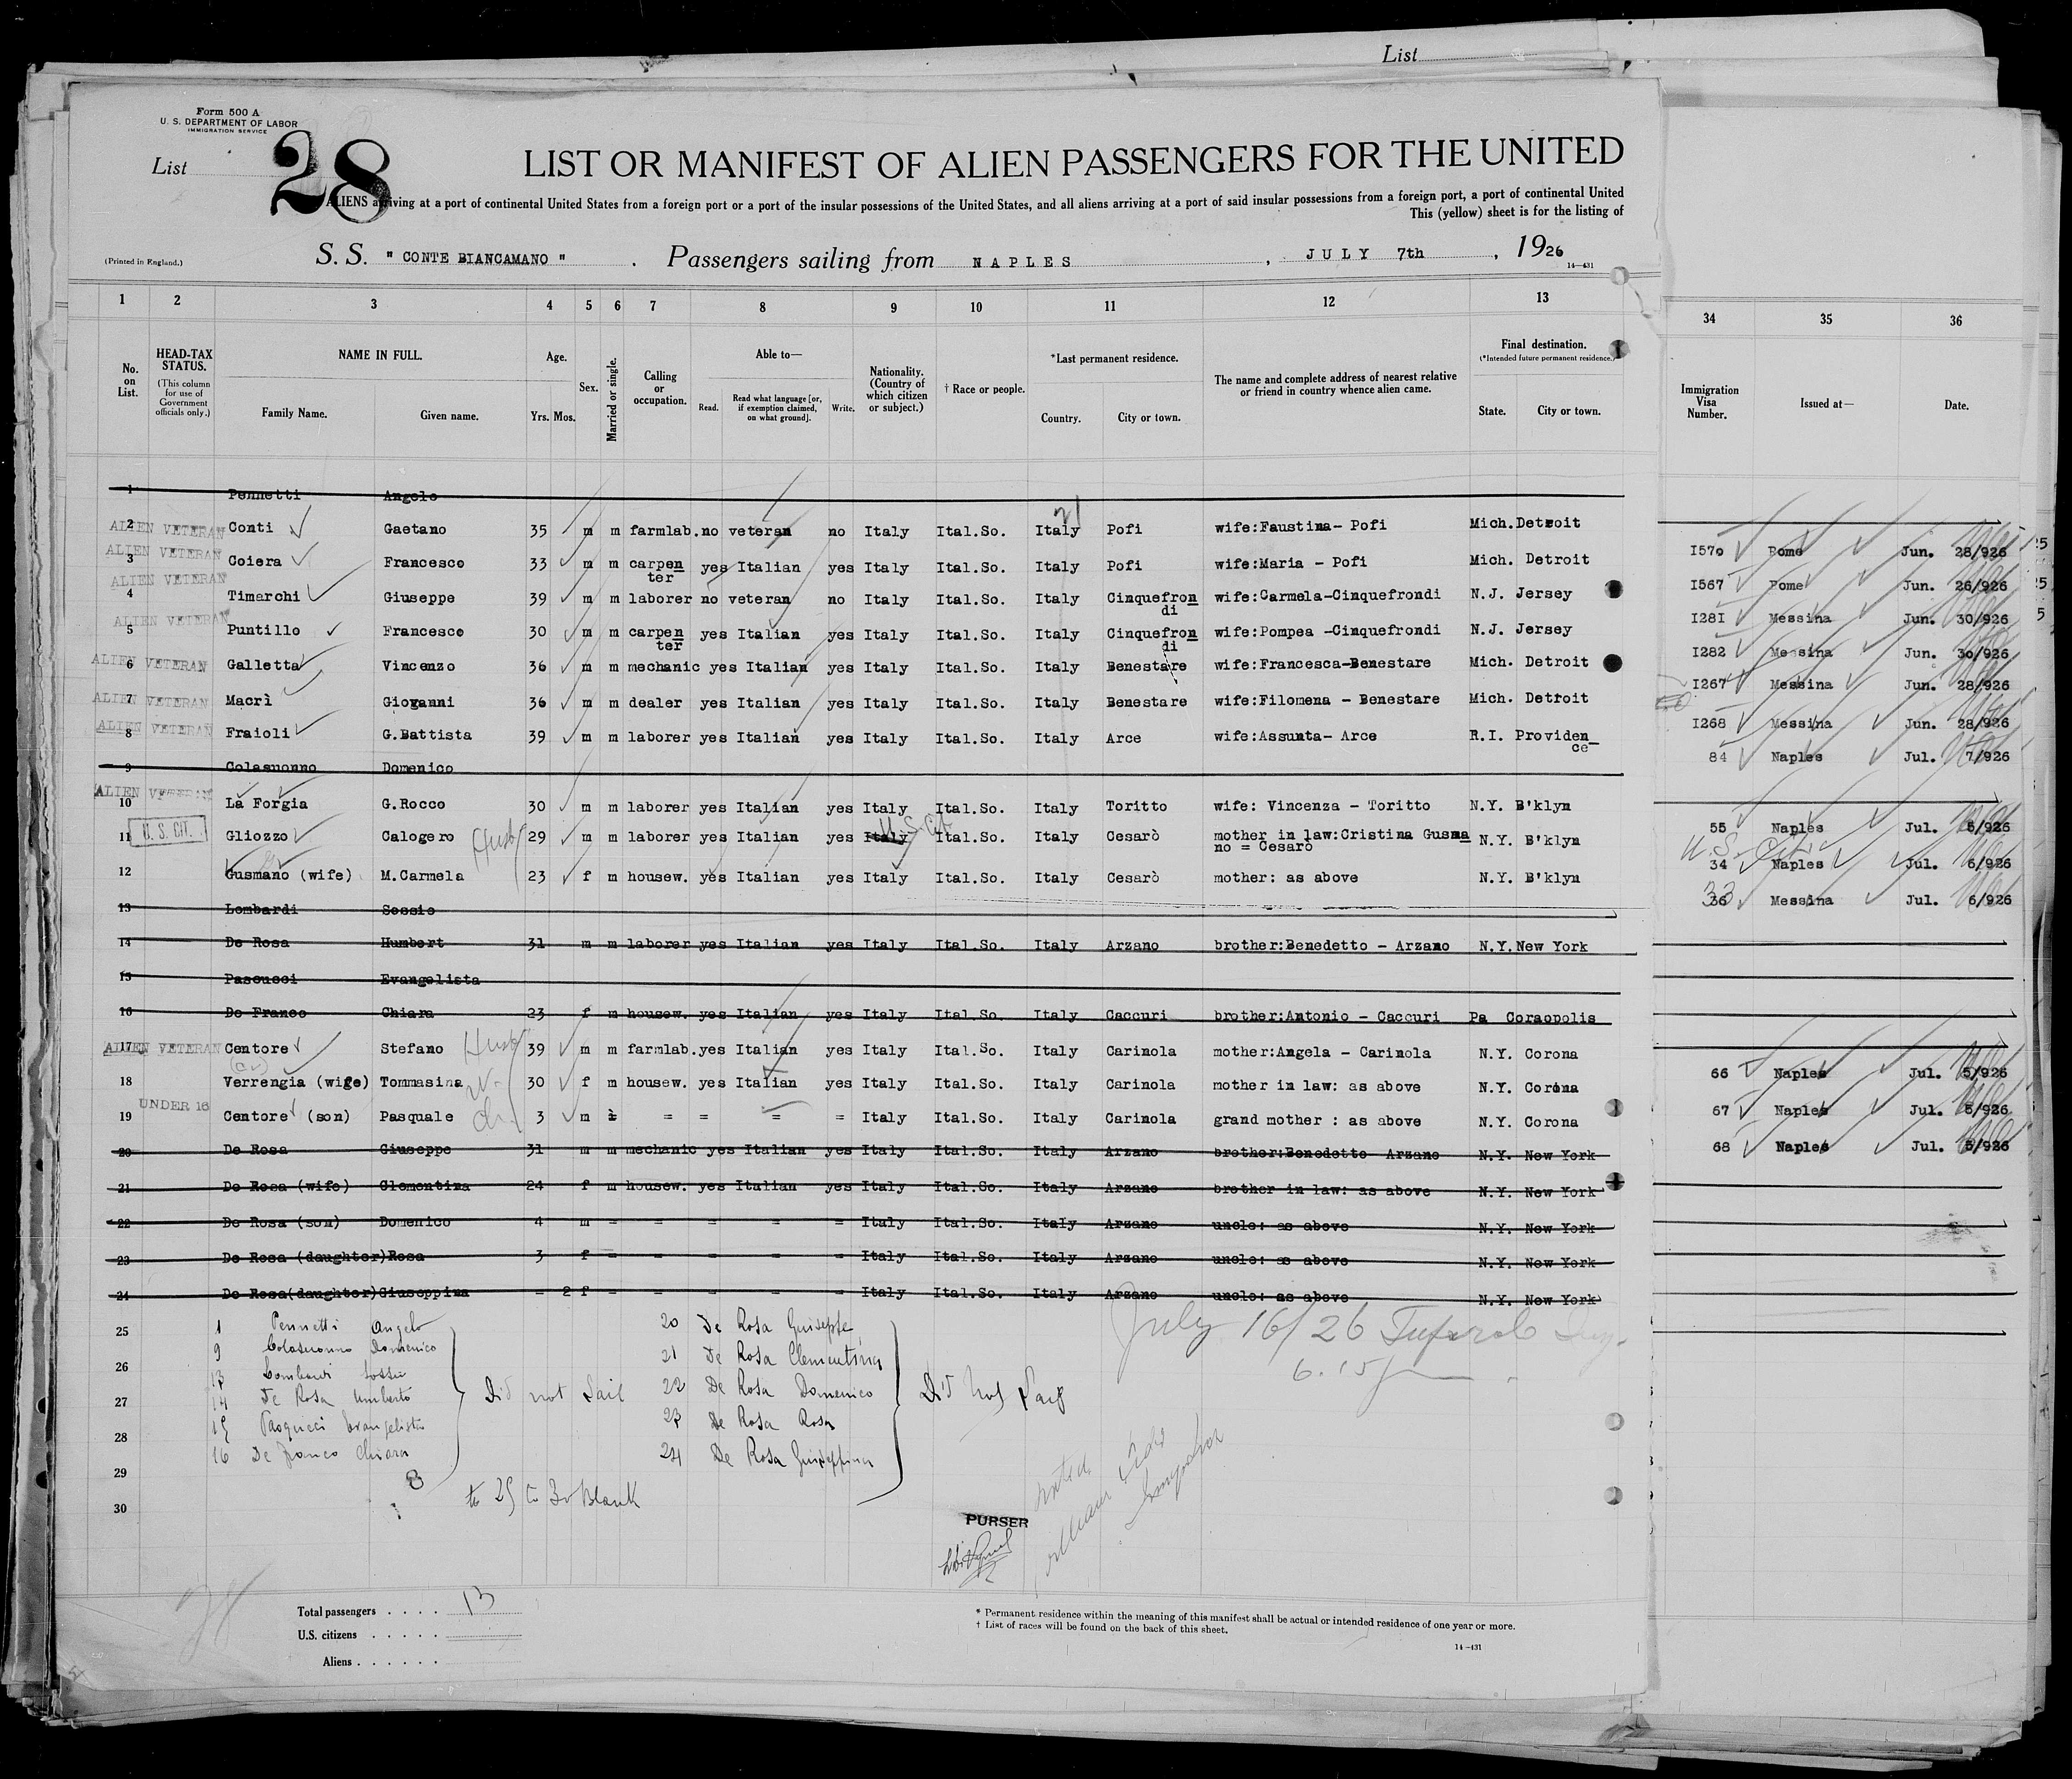 List
Form 500 A
U. S. DEPARTMENT OF LABOR
IMMIGRATION SERVICE
List 28
LIST OR MANIFEST OF ALIEN PASSENGERS FOR THE UNITED
ALIENS arriving at a port of continental United States from a foreign port or a port of the insular possessions of the United States, and all aliens arriving at a port of said insular possessions from a foreign port, a port of continental United
This (yellow) sheet is for the listing of
(Printed in England.)
S. S. " CONTE BIANCAMANO " . Passengers sailing from NAPLES , JULY 7th , 1926
14—431
1 2 3 4 5 6 7 8 9 10 11 12 13 34 35 36
No. on List.
HEAD-TAX STATUS.
(This column for use of Government officials only.)
NAME IN FULL.
Family Name. Given name.
Age.
Yrs. Mos.
Sex.
Married or single.
Calling or occupation.
Able to—
Read. Read what language [or, if exemption claimed, on what ground]. Write.
Nationality. (Country of which citizen or subject.)
† Race or people.
*Last permanent residence.
Country. City or town.
The name and complete address of nearest relative or friend in country whence alien came.
Final destination.
(*Intended future permanent residence.)
State. City or town.
Immigration Visa Number.
Issued at—
Date.
1 Pennetti Angelo
ALIEN VETERAN 2 Conti Gaetano 35 m m farmlab. no veteran no Italy Ital.So. Italy Pofi wife:Faustina- Pofi Mich. Detroit I570 Rome Jun. 28/926
ALIEN VETERAN 3 Coiera Francesco 33 m m carpen ter yes Italian yes Italy Ital.So. Italy Pofi wife:Maria - Pofi Mich. Detroit I567 Rome Jun. 26/926
ALIEN VETERAN 4 Timarchi Giuseppe 39 m m laborer no veteran no Italy Ital.So. Italy Cinquefron di wife:Carmela-Cinquefrondi N.J. Jersey I28I Messina Jun. 30/926
ALIEN VETERAN 5 Puntillo Francesco 30 m m carpen ter yes Italian yes Italy Ital.So. Italy Cinquefron di wife:Pompea -Cinquefrondi N.J. Jersey I282 Messina Jun. 30/926
ALIEN VETERAN 6 Galletta Vincenzo 36 m m mechanic yes Italian yes Italy Ital.So. Italy Benestare wife:Francesca-Benestare Mich. Detroit I267 Messina Jun. 28/926
ALIEN VETERAN 7 Macrì Giovanni 36 m m dealer yes Italian yes Italy Ital.So. Italy Benestare wife:Filomena - Benestare Mich. Detroit I268 Messina Jun. 28/926
ALIEN VETERAN 8 Fraioli G.Battista 39 m m laborer yes Italian yes Italy Ital.So. Italy Arce wife:Assunta- Arce R.I. Providen_ ce 84 Naples Jul. 7/926
9 Colasuonno Domenico
ALIEN VETERAN 10 La Forgia G.Rocco 30 m m laborer yes Italian yes Italy Ital.So. Italy Toritto wife: Vincenza - Toritto N.Y. B'klyn 55 Naples Jul. 5/926
11 U. S. CIT. Gliozzo Calogero Husb 29 m m laborer yes Italian yes Italy U.S. Cit Ital.So. Italy Cesarò mother in law:Cristina Gusma no = Cesarò N.Y. B'klyn U.S. Cit 34 Naples Jul. 6/926
12 Gusmano (wife) M.Carmela 23 f m housew. yes Italian yes Italy Ital.So. Italy Cesarò mother: as above N.Y. B'klyn 36 33 Messina Jul. 6/926
13 Lombardi Sossio
14 De Rosa Humbert 31 m m laborer yes Italian yes Italy Ital.So. Italy Arzano brother:Benedetto - Arzano N.Y. New York
15 Pascucci Evangelista
16 De Franco Chiara 23 f m housew. yes Italian yes Italy Ital.So. Italy Caccuri brother:Antonio - Caccuri Pa Coraopolis
ALIEN VETERAN 17 Centore Stefano Husb 39 m m farmlab. yes Italian yes Italy Ital.So. Italy Carinola mother:Angela - Carinola N.Y. Corona 66 Naples Jul. 5/926
18 Verrengia (wife) Tommasina W. 30 f m housew. yes Italian yes Italy Ital.So. Italy Carinola mother in law: as above N.Y. Corona 67 Naples Jul. 5/926
UNDER 16 19 Centore (son) Pasquale Ch. 3 m = = = = Italy Ital.So. Italy Carinola grand mother : as above N.Y. Corona 68 Naples Jul. 5/926
20 De Rosa Giuseppe 31 m m mechanic yes Italian yes Italy Ital.So. Italy Arzano brother:Benedetto Arzano N.Y. New York
21 De Rosa (wife) Clementina 24 f m housew. yes Italian yes Italy Ital.So. Italy Arzano brother in law: as above N.Y. New York
22 De Rosa (son) Domenico 4 m = = = = Italy Ital.So. Italy Arzano uncle: as above N.Y. New York
23 De Rosa (daughter) Rosa 3 f = = = = Italy Ital.So. Italy Arzano uncle: as above N.Y. New York
24 De Rosa(daughter) Giuseppina - 2 f = = = = Italy Ital.So. Italy Arzano uncle: as above N.Y. New York
25 26 27 28 29 30
1 Pennetti Angelo
9 Colasuonno Domenico
13 Lombardi Sossio
14 De Rosa Umberto
15 Pasqucci Evangelista
16 De Franco Chiara
Did not Sail
20 De Rosa Guiseppe
21 De Rosa Clementina
22 De Rosa Domenico
23 De Rosa Rosa
24 De Rosa Guiseppina
Did not Sail
July 16/26
6.15
8
to 25 to 30 Blank
PURSER
Total passengers . . . . 13
U.S. citizens . . . . .
Aliens . . . . . .
28
* Permanent residence within the meaning of this manifest shall be actual or intended residence of one year or more.
† List of races will be found on the back of this sheet.
14—431